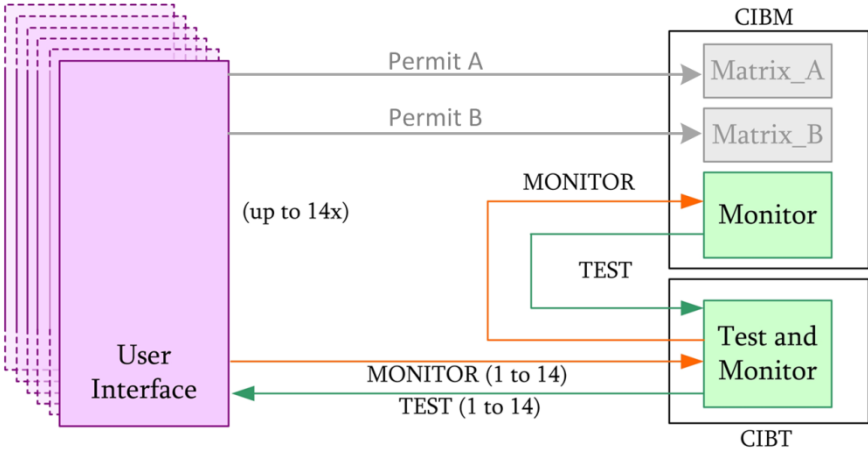 CIBM
Permit A
Matrix_A
Permit B
Matrix_B
MONITOR
(up to 14x)
Monitor
TEST
User
Interface
Test and
Monitor
MONITOR (1 to 14)
TEST (1 to 14)
CIBT